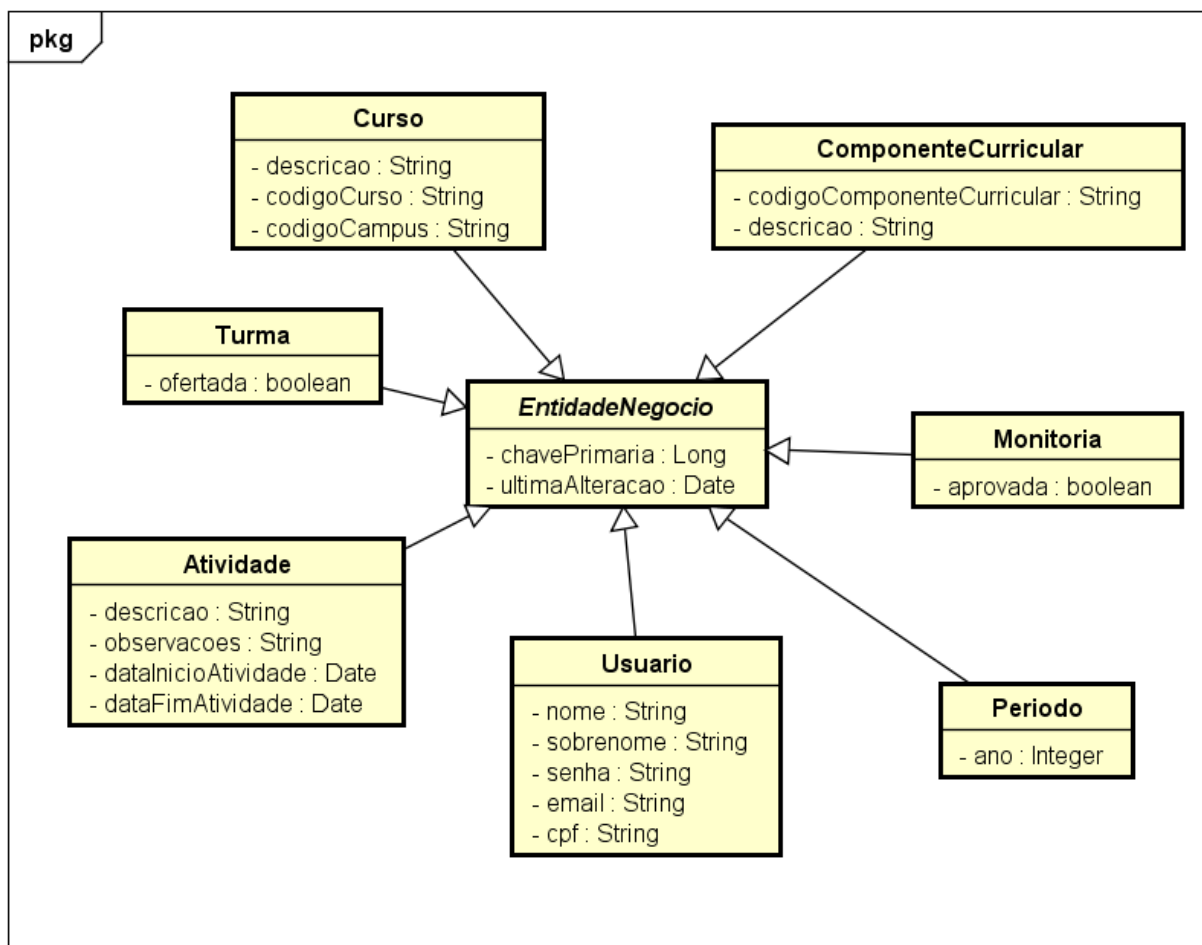 pkg
Curso
- descricao : String
- codigoCurso : String
- codigoCampus : String
ComponenteCurricular
- codigoComponenteCurricular : String
- descricao : String
Turma
- ofertada : boolean
EntidadeNegocio
- chavePrimaria : Long
- ultimaAlteracao : Date
Monitoria
- aprovada : boolean
Atividade
- descricao : String
- observacoes : String
- dataInicioAtividade : Date
- dataFimAtividade : Date
Usuario
- nome : String
- sobrenome : String
- senha : String
- email : String
- cpf : String
Periodo
- ano : Integer